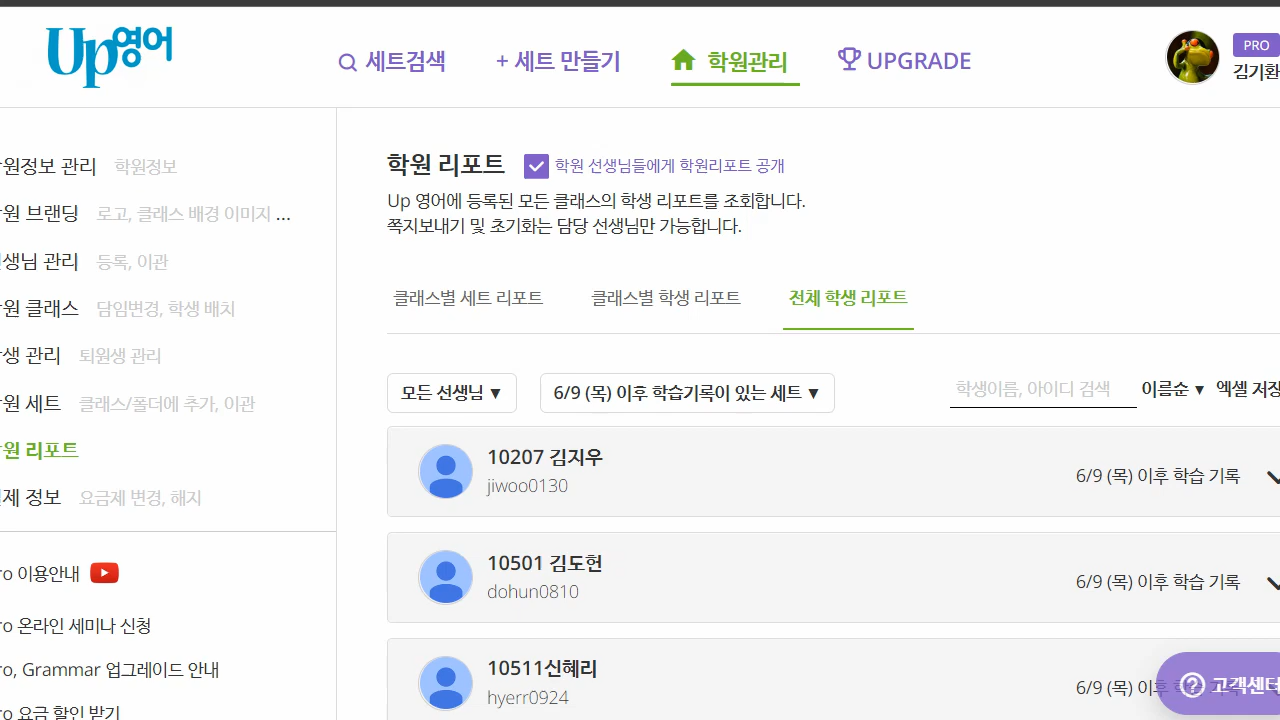 Up영어
세트검색
+ 세트 만들기
학원관리
UPGRADE
PRO
김기환
원정보 관리 학원정보
원 브랜딩 로고, 클래스 배경 이미지 ...
생님 관리 등록, 이관
원 클래스 담임변경, 학생 배치
생 관리 퇴원생 관리
원 세트 클래스/폴더에 추가, 이관
원 리포트
제 정보 요금제 변경, 해지
ro 이용안내
ro 온라인 세미나 신청
ro, Grammar 업그레이드 안내
ro 요금 할인 받기
학원 리포트 학원 선생님들에게 학원리포트 공개
Up 영어에 등록된 모든 클래스의 학생 리포트를 조회합니다.
쪽지보내기 및 초기화는 담당 선생님만 가능합니다.
클래스별 세트 리포트 클래스별 학생 리포트 전체 학생 리포트
모든 선생님 ▼ 6/9 (목) 이후 학습기록이 있는 세트 ▼ 학생이름, 아이디 검색 이름순 ▼ 엑셀 저장
10207 김지우
jiwoo0130
6/9 (목) 이후 학습 기록
10501 김도헌
dohun0810
6/9 (목) 이후 학습 기록
10511신혜리
hyerr0924
6/9 (목) 이후 학습 기록
고객센터